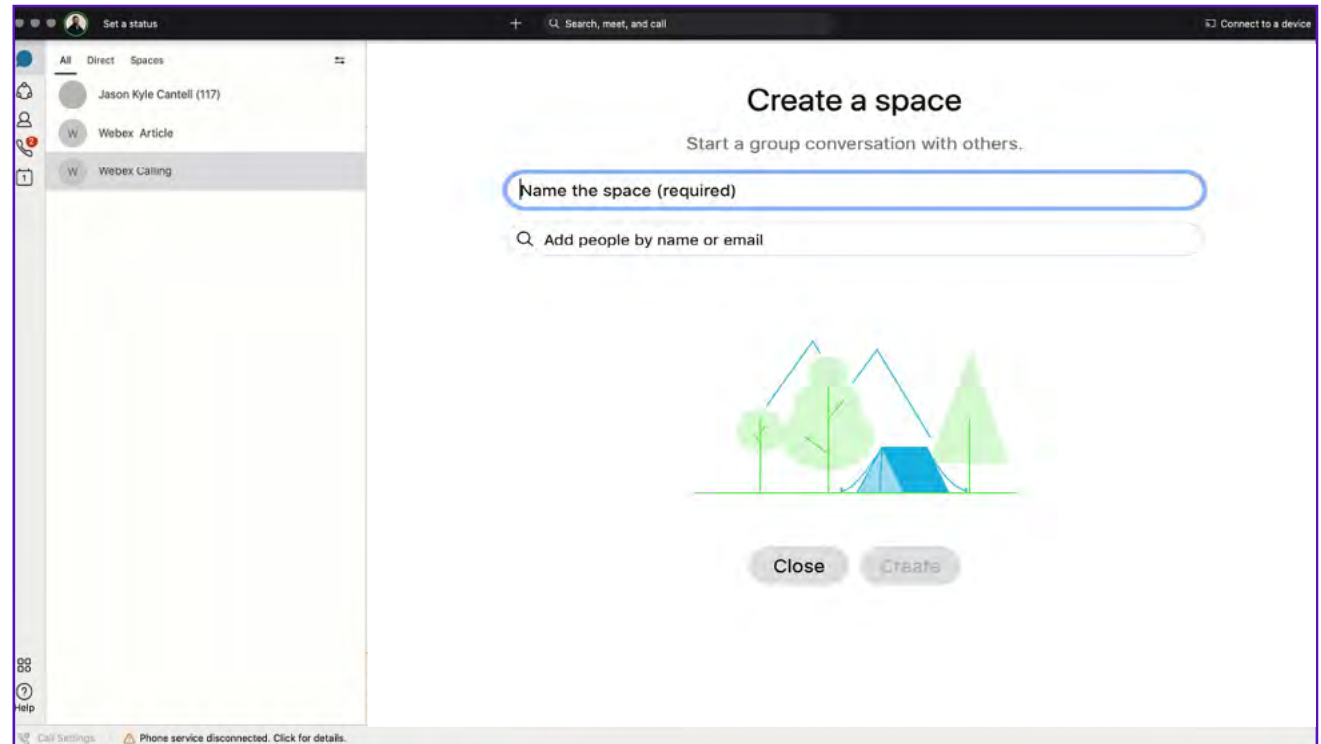 Set a status
+
Search, meet, and call
Connect to a device
All Direct Spaces
Jason Kyle Cantell (117)
W Webex Article
W Webex Calling
2
1
Create a space
Start a group conversation with others.
Name the space (required)
Add people by name or email
Close Create
?
Help
Call Settings
Phone service disconnected. Click for details.